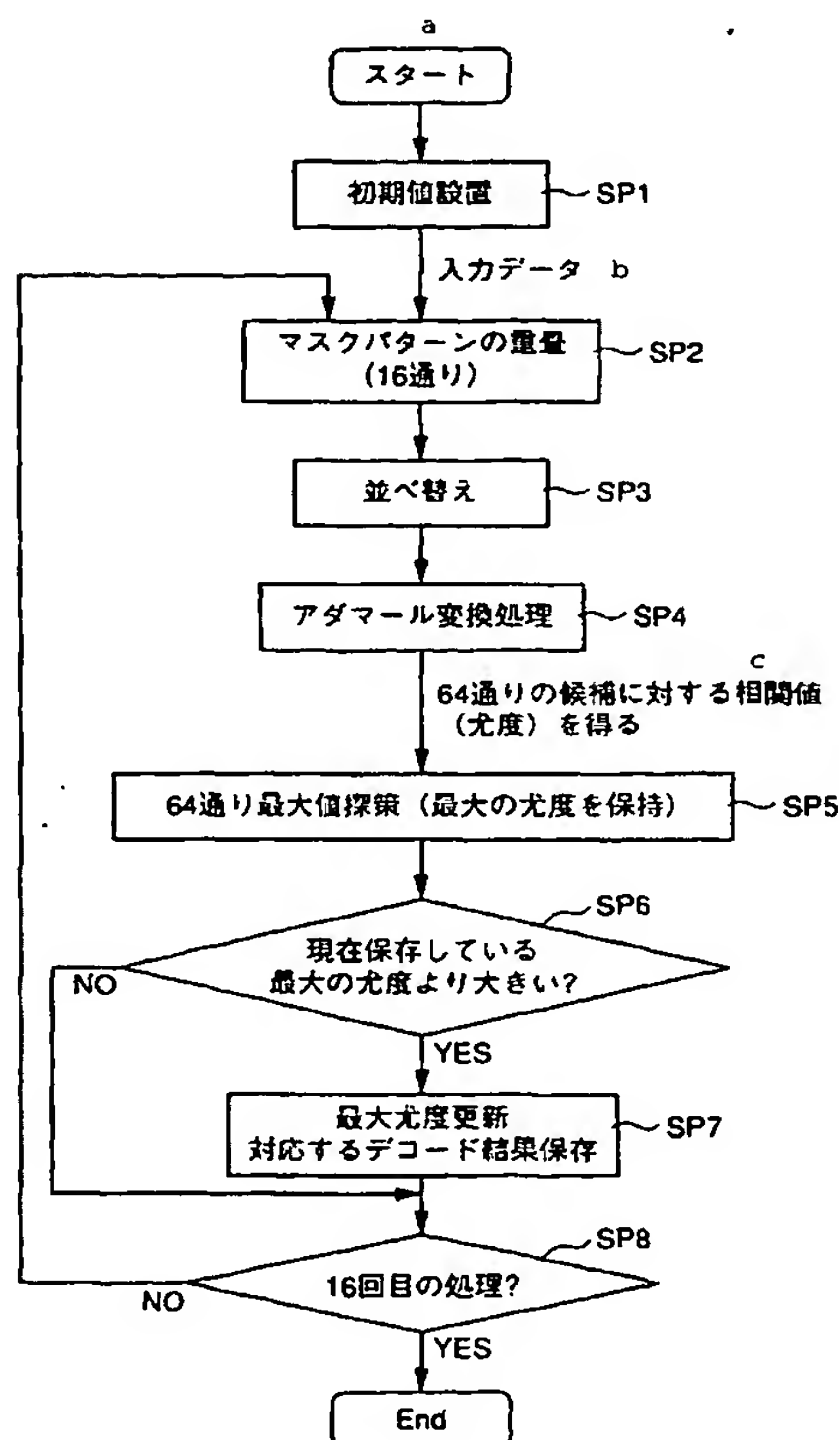 a
スタート
初期値設置 SP1
入力データ b
マスクパターンの重畳
(16通り) SP2
並べ替え SP3
アダマール変換処理 SP4
c
64通りの候補に対する相関値
(尤度) を得る
64通り最大値探策 (最大の尤度を保持) SP5
SP6
現在保存している
最大の尤度より大きい?
NO
YES
最大尤度更新
対応するデコード結果保存 SP7
SP8
16回目の処理?
NO
YES
End